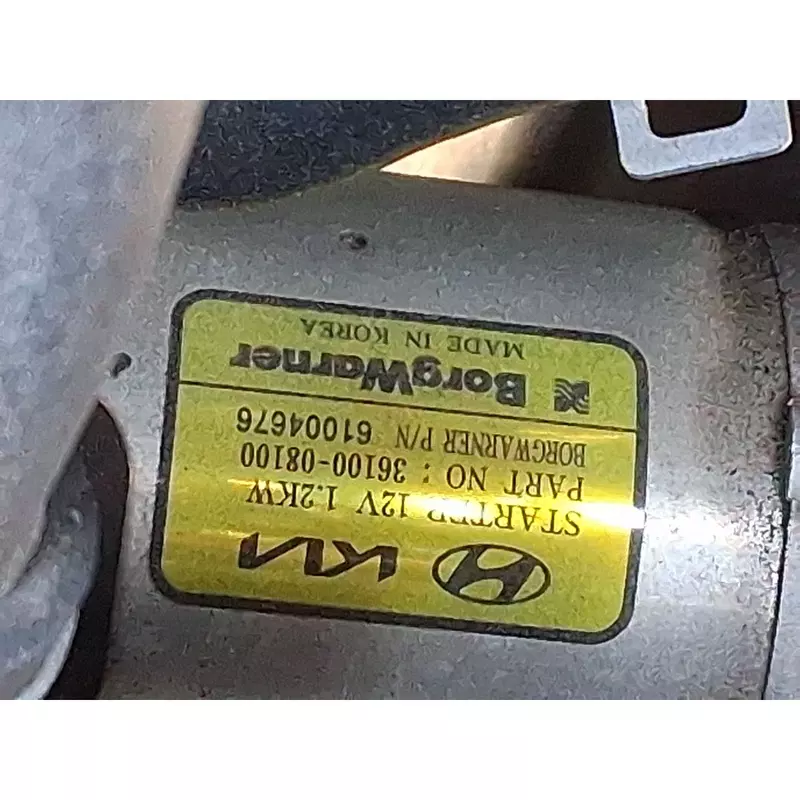 KIA
STARTER 12V 1.2KW
PART NO : 36100-08100
BORGWARNER P/N 61004676
BorgWarner
MADE IN KOREA